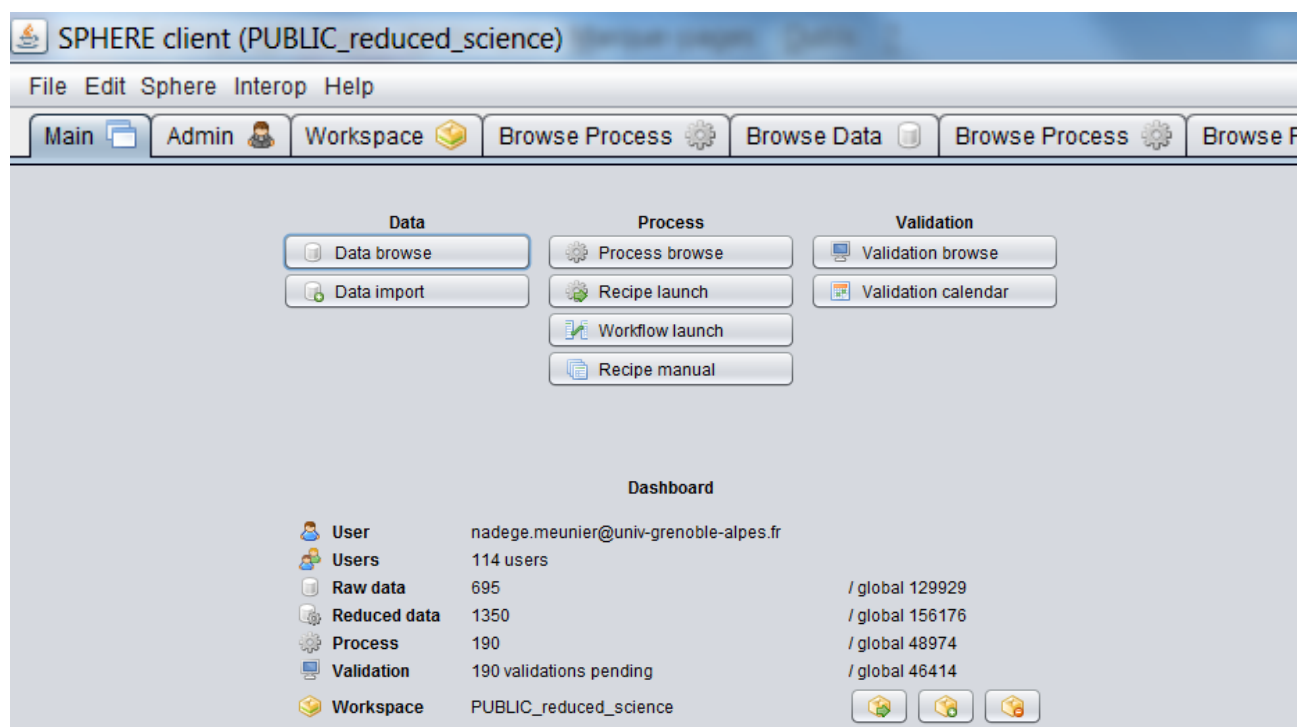 SPHERE client (PUBLIC_reduced_science)
File Edit Sphere Interop Help
Main Admin Workspace Browse Process Browse Data Browse Process Browse
Data Process Validation
Data browse Process browse Validation browse
Data import Recipe launch Validation calendar
Workflow launch
Recipe manual
Dashboard
User nadege.meunier@univ-grenoble-alpes.fr
Users 114 users
Raw data 695 / global 129929
Reduced data 1350 / global 156176
Process 190 / global 48974
Validation 190 validations pending / global 46414
Workspace PUBLIC_reduced_science